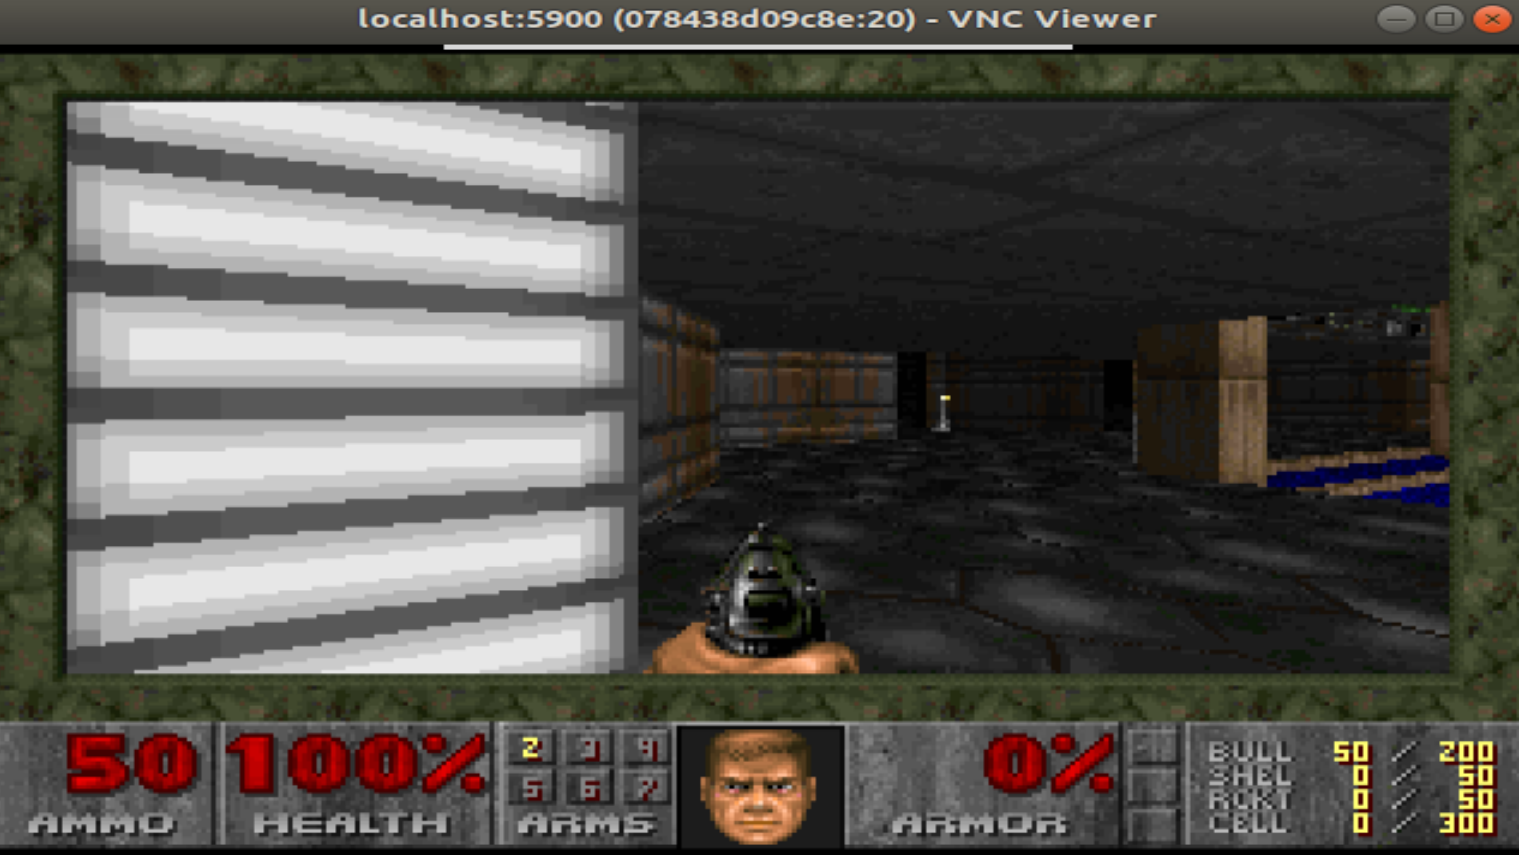 localhost:5900 (078438d09c8e:20) - VNC Viewer
50 100% 2 3 4 0% BULL 50 / 200
5 6 7 SHEL 0 / 50
RCKT 0 / 50
AMMO HEALTH ARMS ARMOR CELL 0 / 300